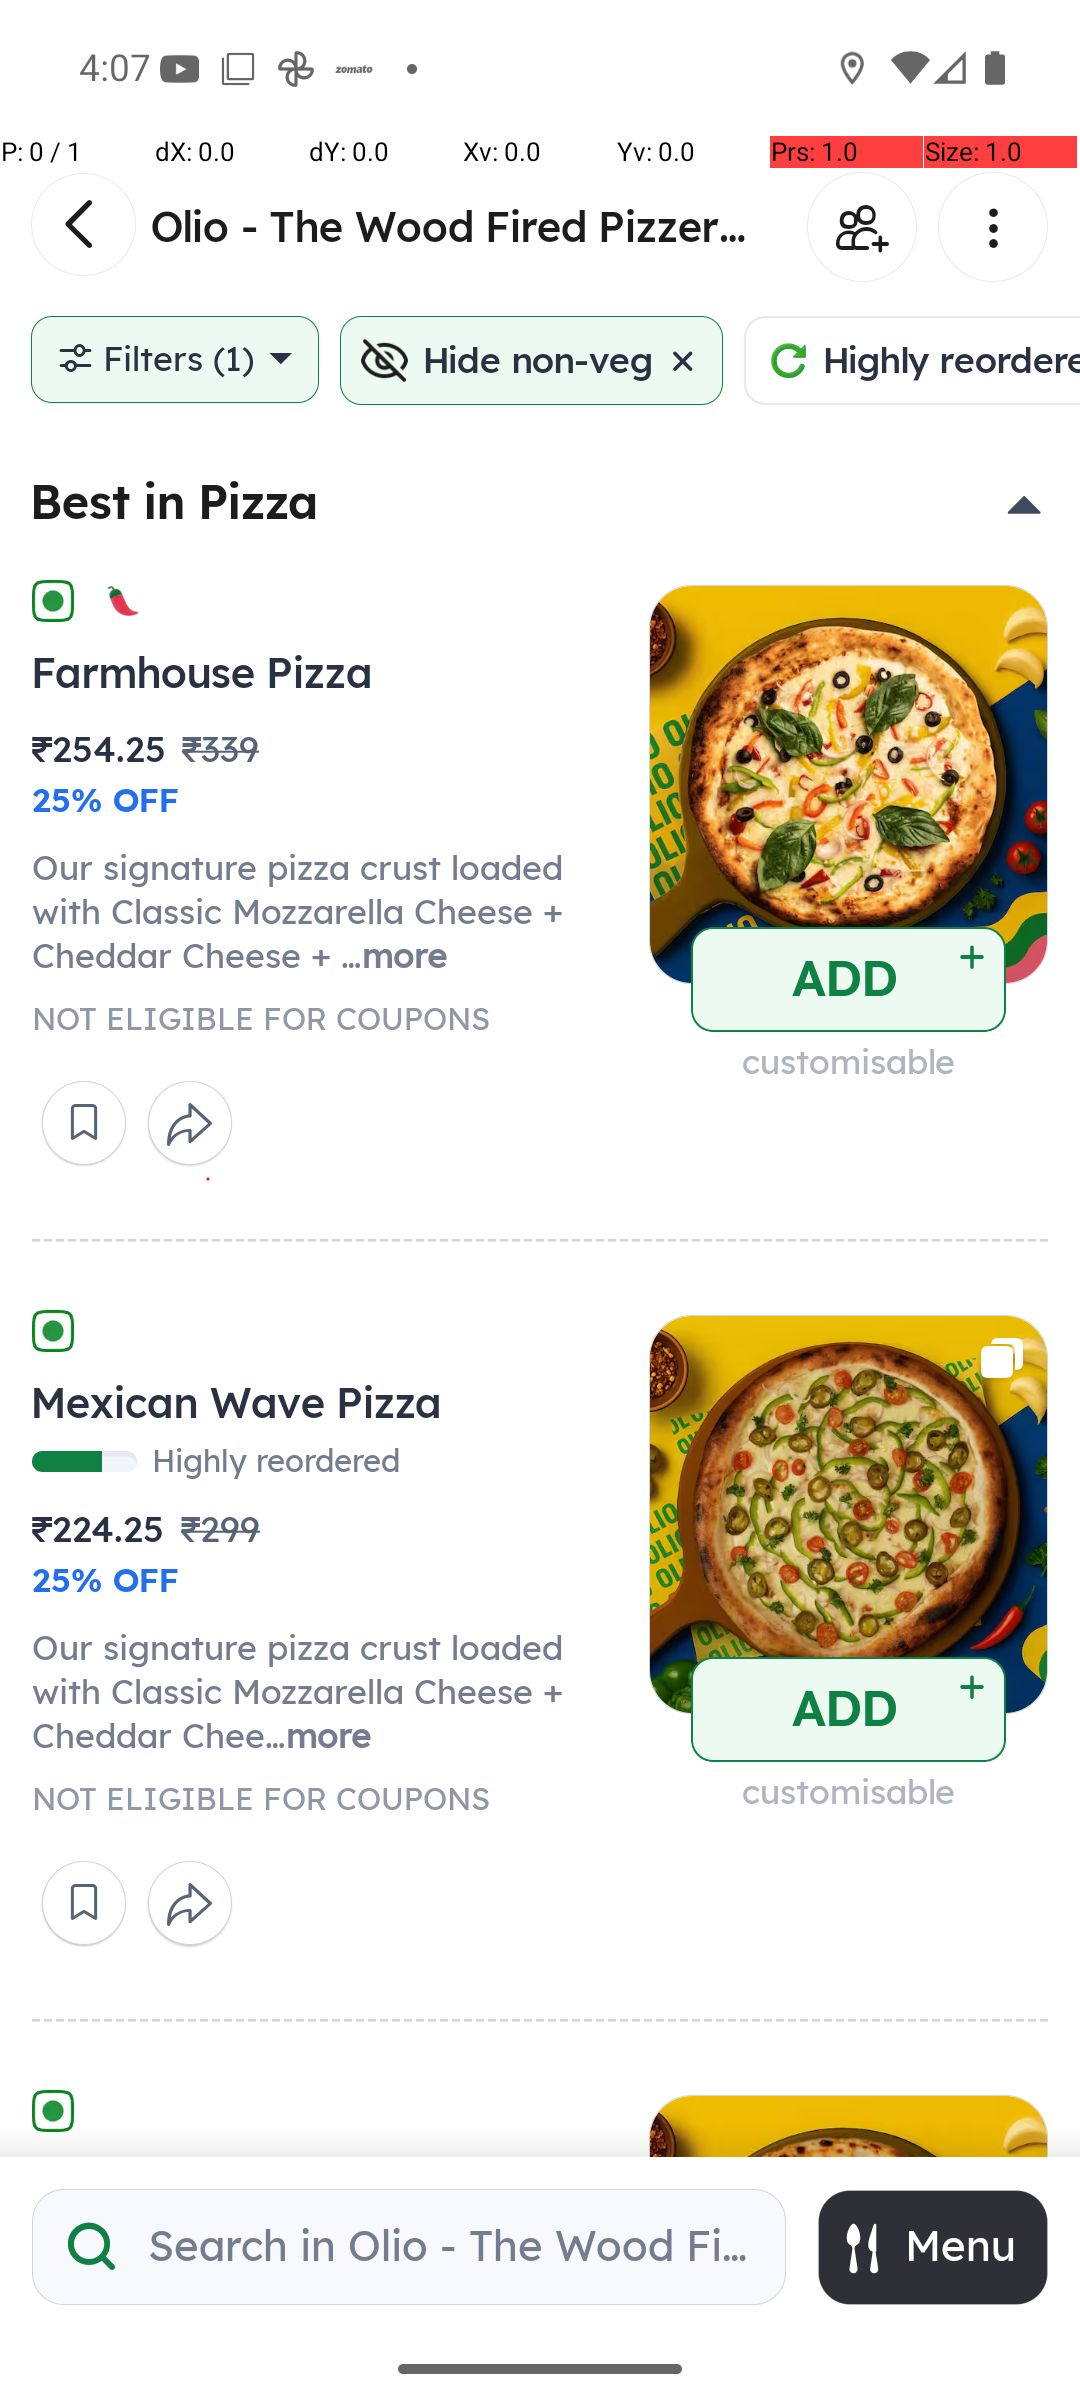 4:07
zomato
P: 0 / 1 dX: 0.0 dY: 0.0 Xv: 0.0 Yv: 0.0 Prs: 1.0 Size: 1.0
Olio - The Wood Fired Pizzer...
Filters (1) Hide non-veg × Highly reordere
Best in Pizza
Farmhouse Pizza
₹254.25 ₹339
25% OFF
Our signature pizza crust loaded
with Classic Mozzarella Cheese +
Cheddar Cheese + ...more
NOT ELIGIBLE FOR COUPONS
ADD +
customisable
Mexican Wave Pizza
Highly reordered
₹224.25 ₹299
25% OFF
Our signature pizza crust loaded
with Classic Mozzarella Cheese +
Cheddar Chee...more
NOT ELIGIBLE FOR COUPONS
ADD +
customisable
Search in Olio - The Wood Fi...
Menu